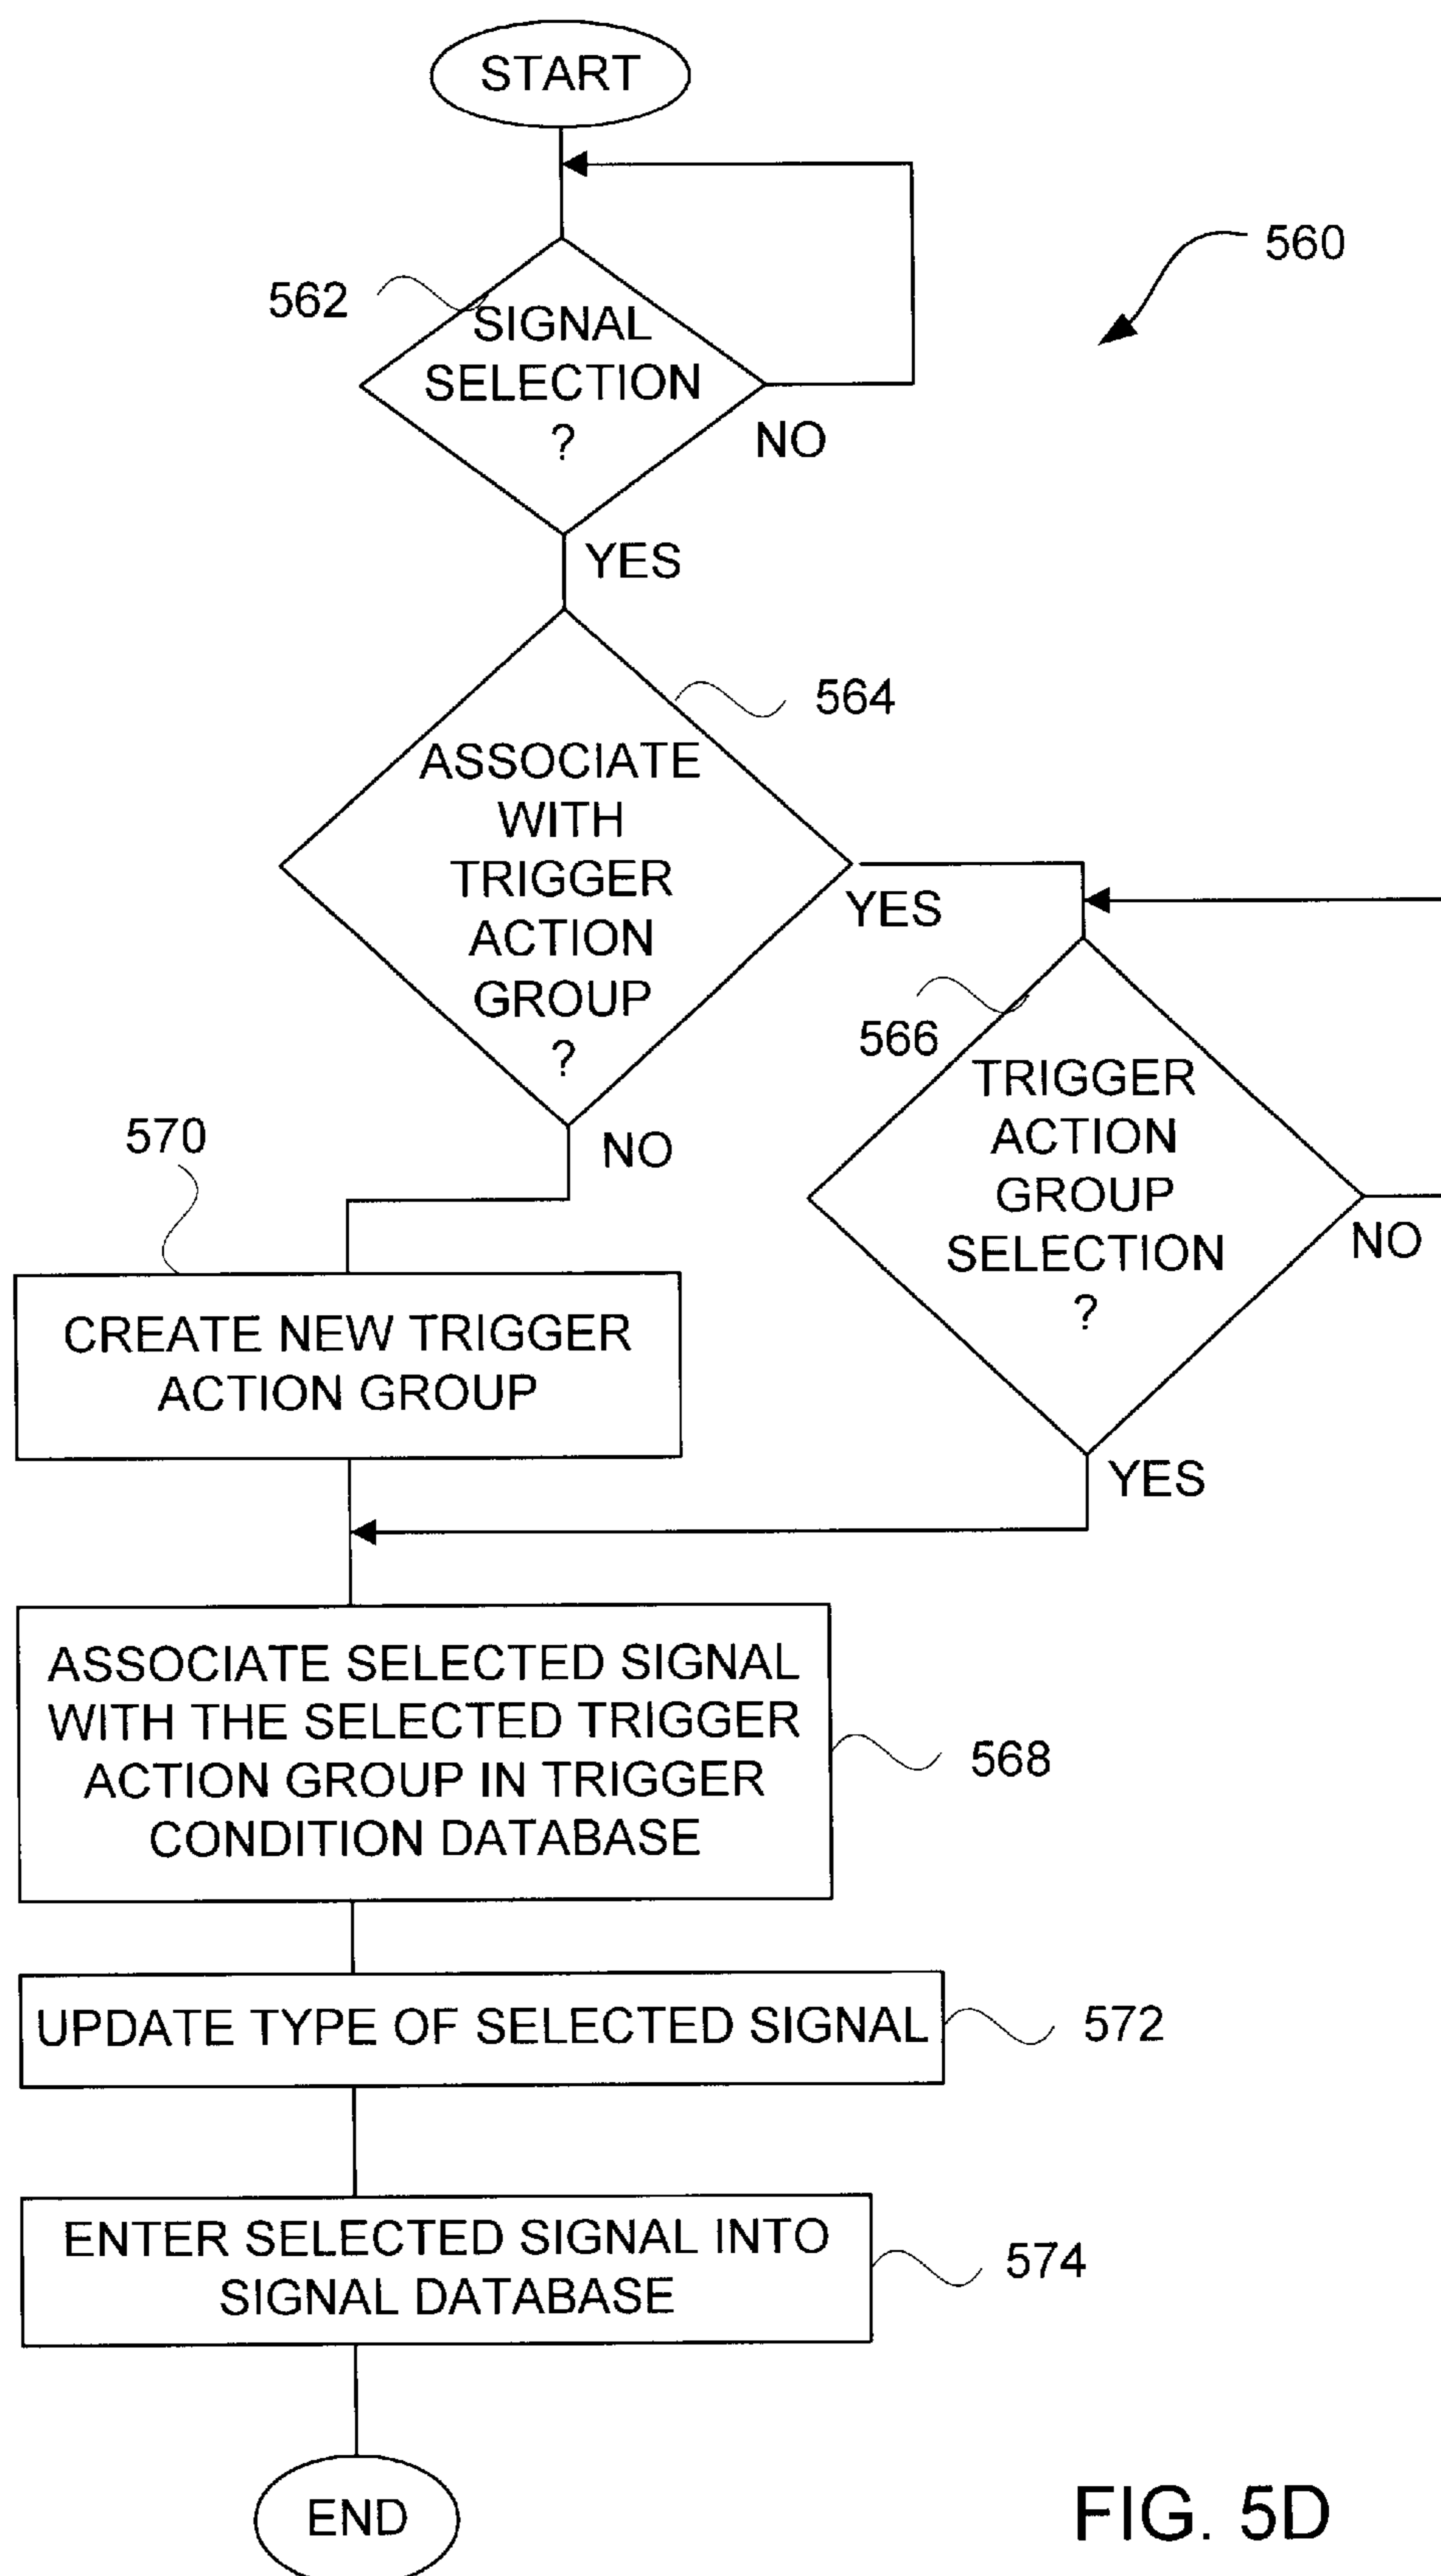 START
560
562
SIGNAL
SELECTION
?
NO
YES
564
ASSOCIATE
WITH
TRIGGER
ACTION
GROUP
?
YES
566
TRIGGER
ACTION
GROUP
SELECTION
?
NO
YES
NO
570
CREATE NEW TRIGGER
ACTION GROUP
ASSOCIATE SELECTED SIGNAL
WITH THE SELECTED TRIGGER
ACTION GROUP IN TRIGGER
CONDITION DATABASE
568
UPDATE TYPE OF SELECTED SIGNAL
572
ENTER SELECTED SIGNAL INTO
SIGNAL DATABASE
574
END
FIG. 5D